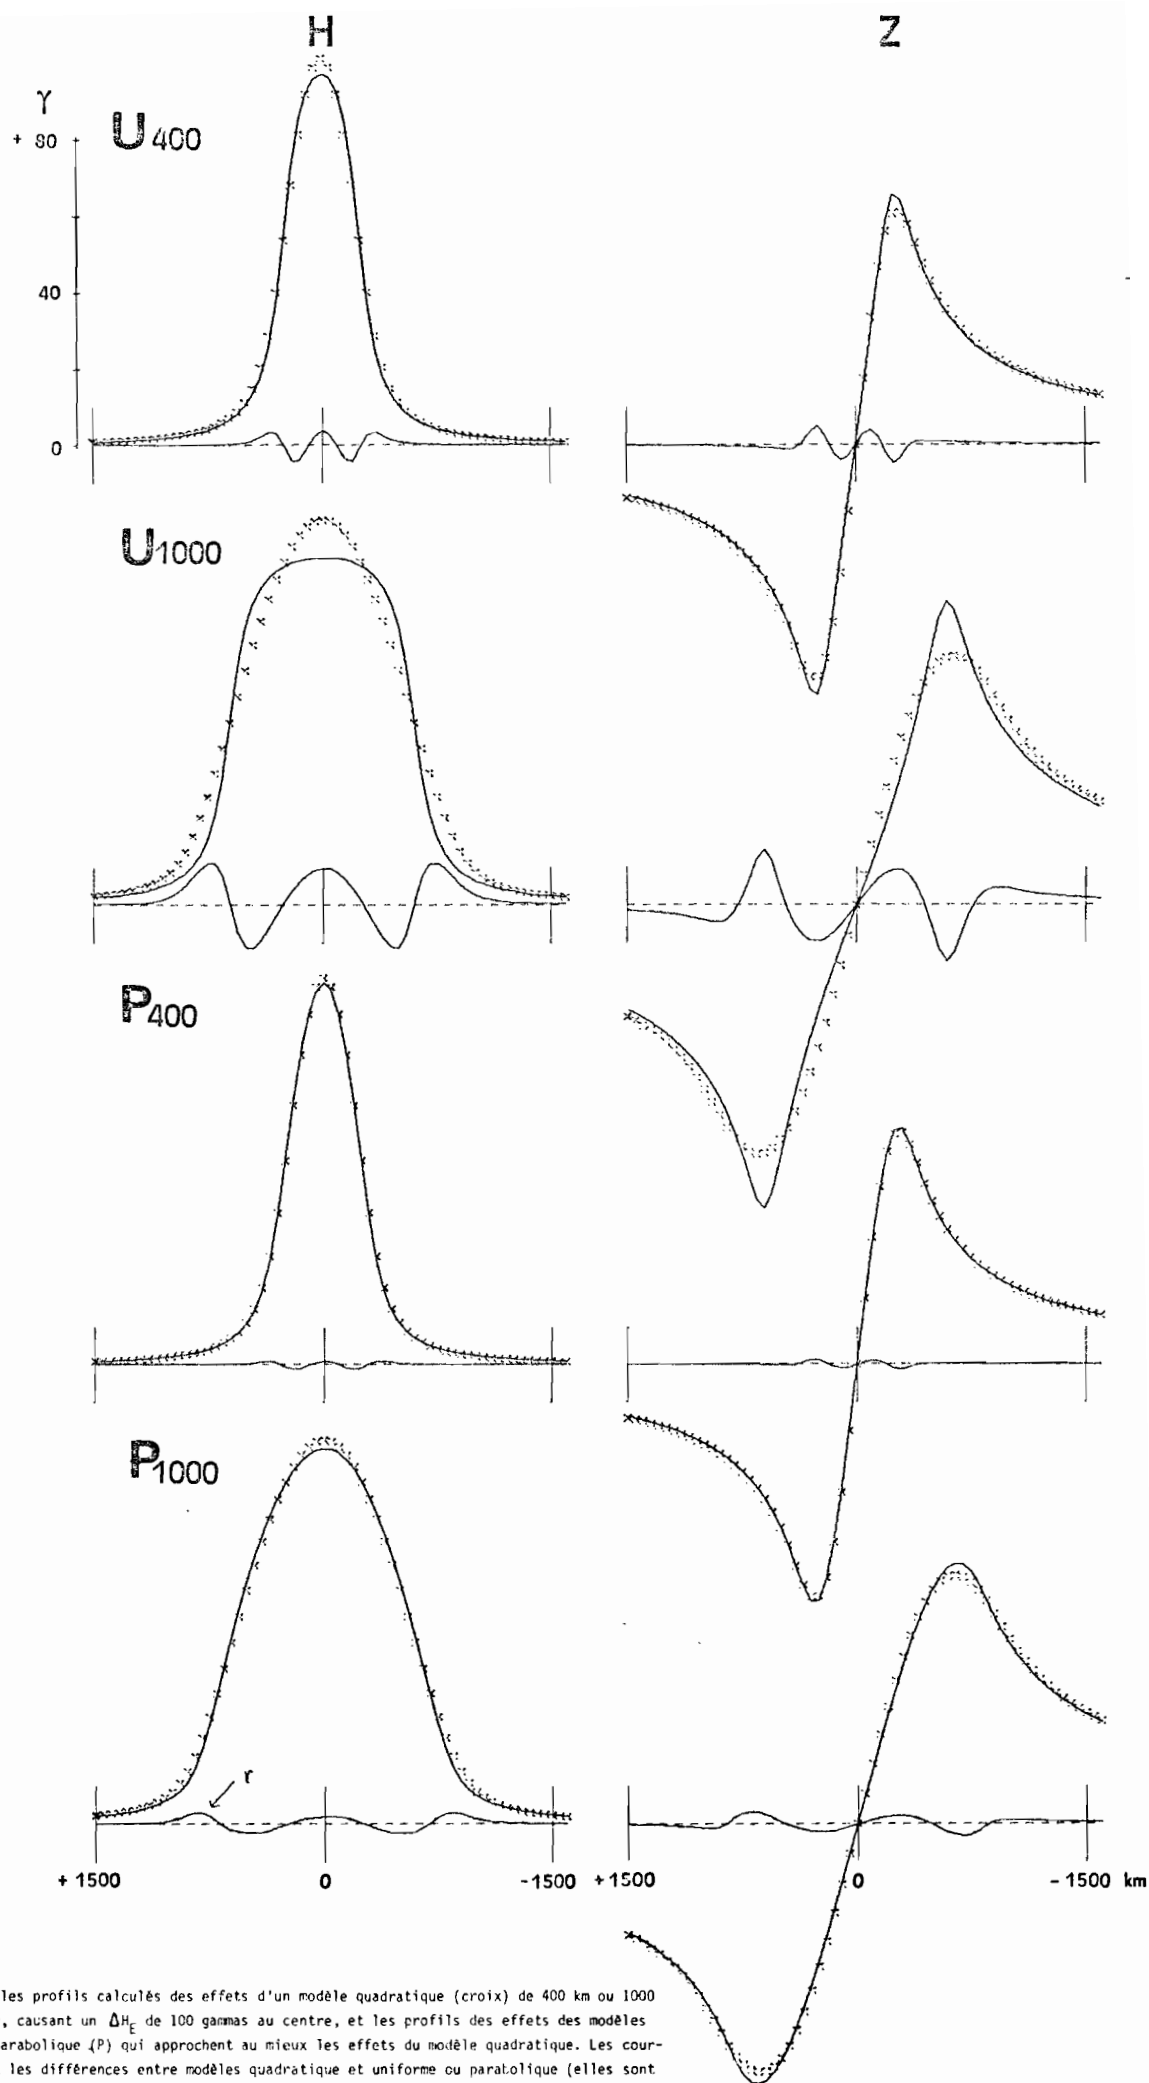 H Z
γ
+ 80
U400
40
0
U1000
P400
P1000
r
+ 1500 0 -1500 + 1500 0 - 1500 km
les profils calculés des effets d'un modèle quadratique (croix) de 400 km ou 1000
, causant un ΔHE de 100 gammas au centre, et les profils des effets des modèles
arabolique (P) qui approchent au mieux les effets du modèle quadratique. Les cour-
les différences entre modèles quadratique et uniforme ou parabolique (elles sont